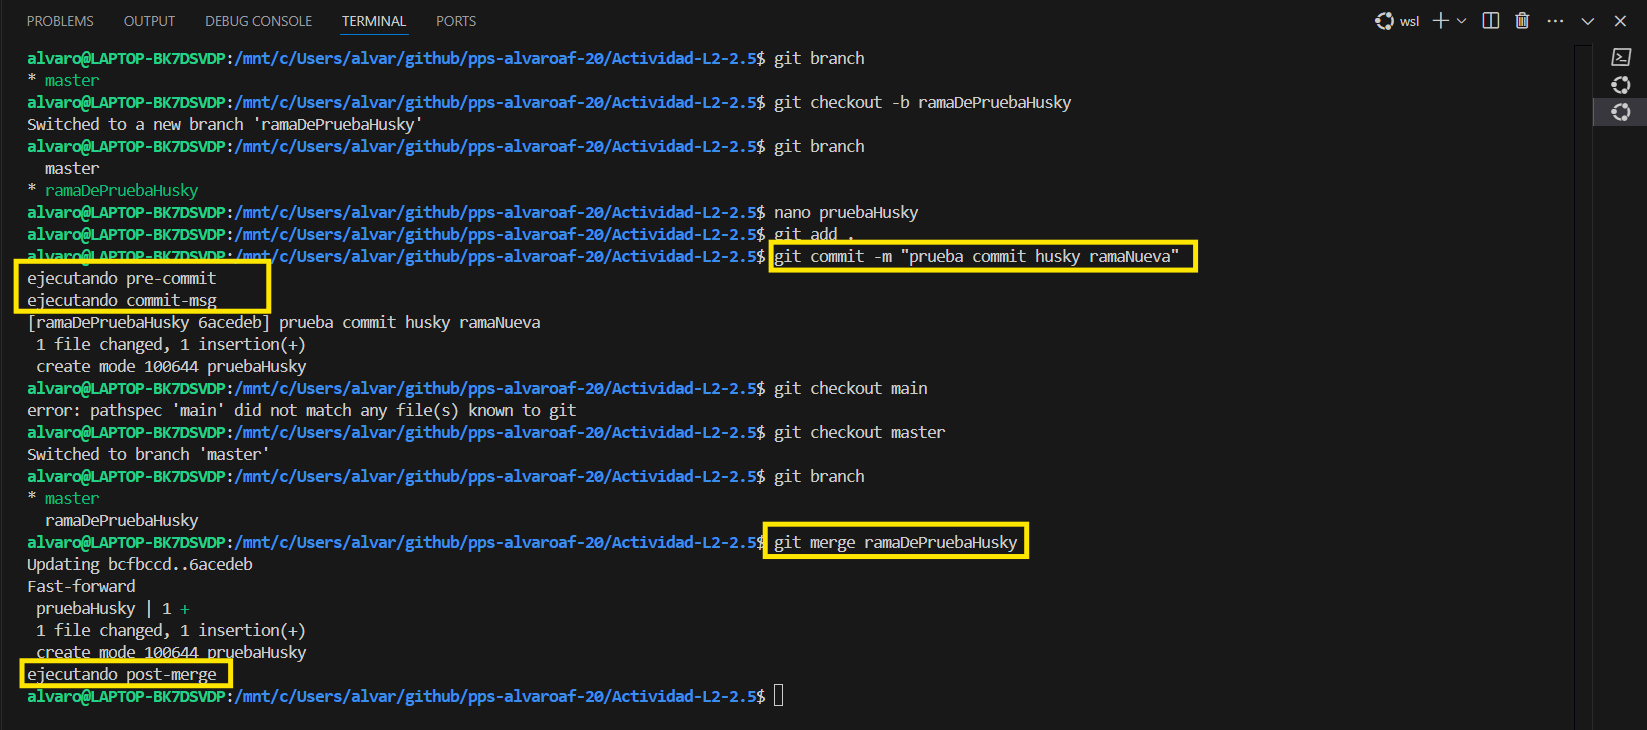 PROBLEMS OUTPUT DEBUG CONSOLE TERMINAL PORTS wsl
alvaro@LAPTOP-BK7DSVDP:/mnt/c/Users/alvar/github/pps-alvaroaf-20/Actividad-L2-2.5$ git branch
* master
alvaro@LAPTOP-BK7DSVDP:/mnt/c/Users/alvar/github/pps-alvaroaf-20/Actividad-L2-2.5$ git checkout -b ramaDePruebaHusky
Switched to a new branch 'ramaDePruebaHusky'
alvaro@LAPTOP-BK7DSVDP:/mnt/c/Users/alvar/github/pps-alvaroaf-20/Actividad-L2-2.5$ git branch
  master
* ramaDePruebaHusky
alvaro@LAPTOP-BK7DSVDP:/mnt/c/Users/alvar/github/pps-alvaroaf-20/Actividad-L2-2.5$ nano pruebaHusky
alvaro@LAPTOP-BK7DSVDP:/mnt/c/Users/alvar/github/pps-alvaroaf-20/Actividad-L2-2.5$ git add .
alvaro@LAPTOP-BK7DSVDP:/mnt/c/Users/alvar/github/pps-alvaroaf-20/Actividad-L2-2.5$ git commit -m "prueba commit husky ramaNueva"
ejecutando pre-commit
ejecutando commit-msg
[ramaDePruebaHusky 6acedeb] prueba commit husky ramaNueva
 1 file changed, 1 insertion(+)
 create mode 100644 pruebaHusky
alvaro@LAPTOP-BK7DSVDP:/mnt/c/Users/alvar/github/pps-alvaroaf-20/Actividad-L2-2.5$ git checkout main
error: pathspec 'main' did not match any file(s) known to git
alvaro@LAPTOP-BK7DSVDP:/mnt/c/Users/alvar/github/pps-alvaroaf-20/Actividad-L2-2.5$ git checkout master
Switched to branch 'master'
alvaro@LAPTOP-BK7DSVDP:/mnt/c/Users/alvar/github/pps-alvaroaf-20/Actividad-L2-2.5$ git branch
* master
  ramaDePruebaHusky
alvaro@LAPTOP-BK7DSVDP:/mnt/c/Users/alvar/github/pps-alvaroaf-20/Actividad-L2-2.5$ git merge ramaDePruebaHusky
Updating bcfbccd..6acedeb
Fast-forward
 pruebaHusky | 1 +
 1 file changed, 1 insertion(+)
 create mode 100644 pruebaHusky
ejecutando post-merge
alvaro@LAPTOP-BK7DSVDP:/mnt/c/Users/alvar/github/pps-alvaroaf-20/Actividad-L2-2.5$